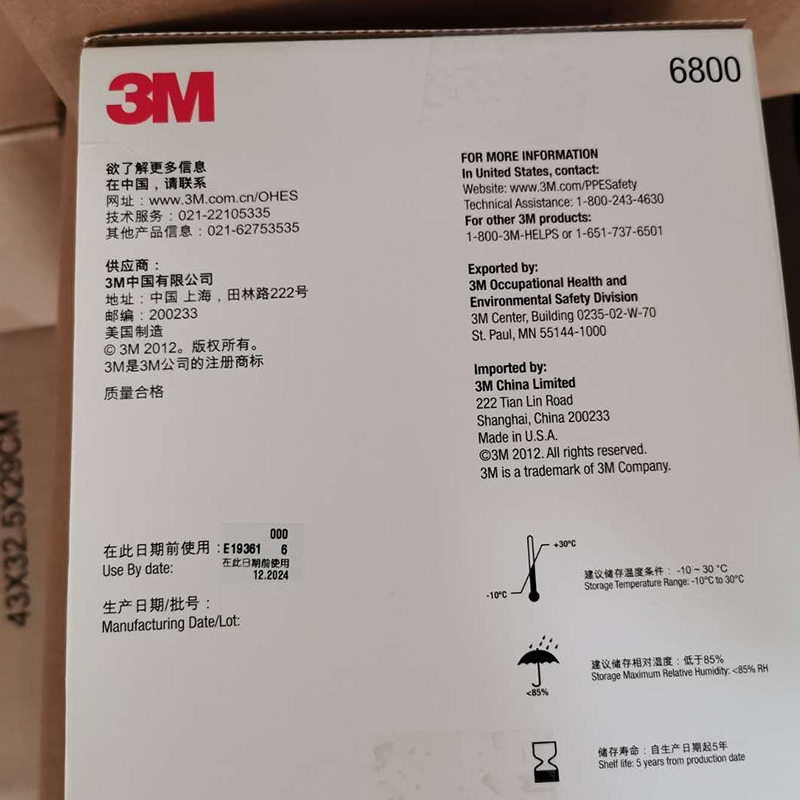 3M
6800
欲了解更多信息
在中国，请联系
网址：www.3M.com.cn/OHES
技术服务：021-22105335
其他产品信息：021-62753535
供应商：
3M中国有限公司
地址：中国 上海，田林路222号
邮编：200233
美国制造
© 3M 2012。版权所有。
3M是3M公司的注册商标
质量合格
FOR MORE INFORMATION
In United States, contact:
Website: www.3M.com/PPESafety
Technical Assistance: 1-800-243-4630
For other 3M products:
1-800-3M-HELPS or 1-651-737-6501
Exported by:
3M Occupational Health and
Environmental Safety Division
3M Center, Building 0235-02-W-70
St. Paul, MN 55144-1000
Imported by:
3M China Limited
222 Tian Lin Road
Shanghai, China 200233
Made in U.S.A.
©3M 2012. All rights reserved.
3M is a trademark of 3M Company.
000
在此日期前使用：E19361 6
Use By date:
在此日期前使用
12.2024
生产日期/批号：
Manufacturing Date/Lot:
+30°C
-10°C
建议储存温度条件： -10 ~ 30 °C
Storage Temperature Range: -10°C to 30°C
<85%
建议储存相对湿度：低于85%
Storage Maximum Relative Humidity: <85% RH
储存寿命：自生产日期起5年
Shelf life: 5 years from production date
43X32.5X29CM